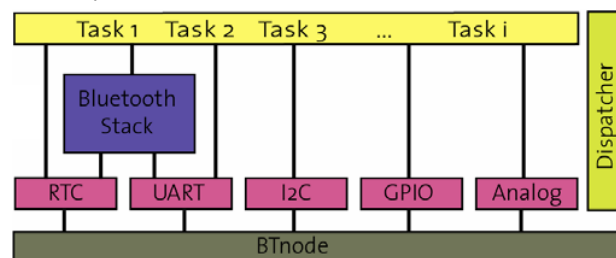 Task 1 Task 2 Task 3 ... Task i
Dispatcher
Bluetooth
Stack
RTC UART I2C GPIO Analog
BTnode